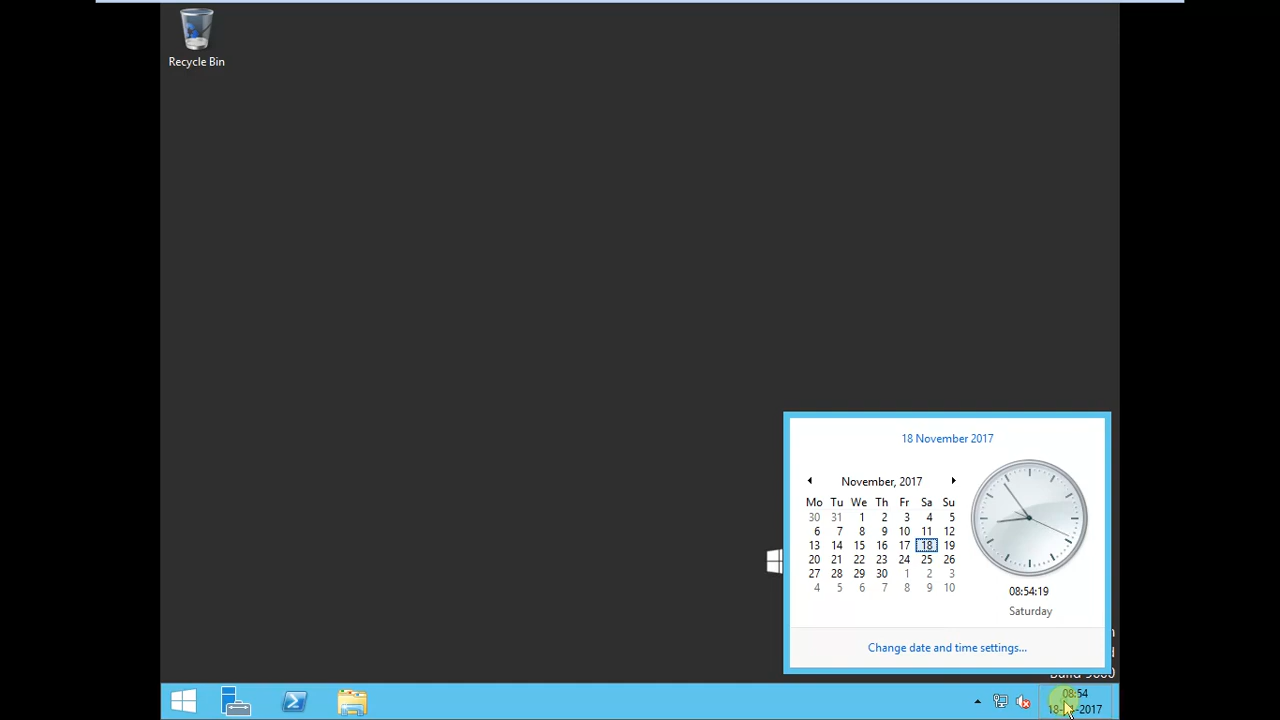 Recycle Bin
18 November 2017
November, 2017
Mo Tu We Th Fr Sa Su
30 31 1 2 3 4 5
6 7 8 9 10 11 12
13 14 15 16 17 18 19
20 21 22 23 24 25 26
27 28 29 30 1 2 3
4 5 6 7 8 9 10
08:54:19
Saturday
Change date and time settings...
08:54
2017